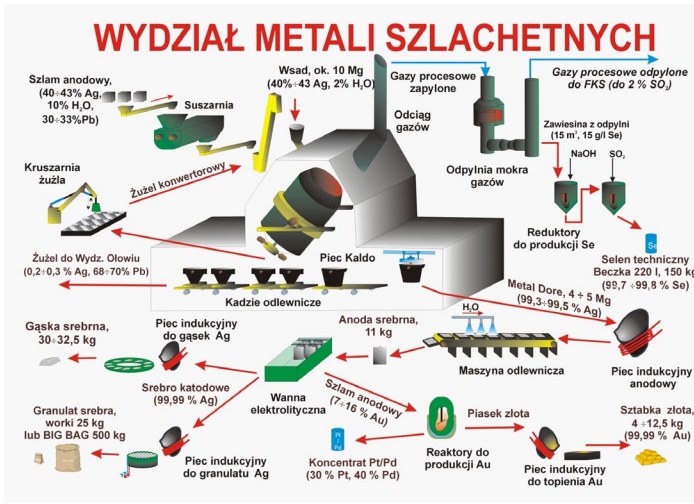 WYDZIAŁ METALI SZLACHETNYCH
Szlam anodowy,
(40÷43% Ag,
10% H₂O,
30÷33%Pb)
Suszarnia
Wsad, ok. 10 Mg
(40%÷43 Ag, 2% H₂O)
Gazy procesowe
zapylone
Gazy procesowe odpylone
do FKS (do 2 % SO₂)
Odciąg
gazów
Zawiesina z odpylni
(15 m³, 15 g/l Se)
NaOH
SO₂
Odpylnia mokra
gazów
Kruszarnia
żużla
Żużel konwertorowy
Reduktory
do produkcji Se
Se
Selen techniczny
Beczka 220 l, 150 kg
(99,7 ÷99,8 % Se)
Żużel do Wydz. Ołowiu
(0,2÷0,3 % Ag, 68÷70% Pb)
Piec Kaldo
Kadzie odlewnicze
Metal Dore, 4 ÷ 5 Mg
(99,3÷99,5 % Ag)
H₂O
Gąska srebrna,
30÷32,5 kg
Piec indukcyjny
do gąsek Ag
Anoda srebrna,
11 kg
Maszyna odlewnicza
Piec indukcyjny
anodowy
Srebro katodowe
(99,99 % Ag)
Wanna
elektrolityczna
Szlam anodowy
(7÷16 % Au)
Granulat srebra,
worki 25 kg
lub BIG BAG 500 kg
Piec indukcyjny
do granulatu Ag
Pt
/
Pd
Koncentrat Pt/Pd
(30 % Pt, 40 % Pd)
Reaktory do
produkcji Au
Piasek złota
Piec indukcyjny
do topienia Au
Sztabka złota,
4 ÷12,5 kg
(99,99 % Au)